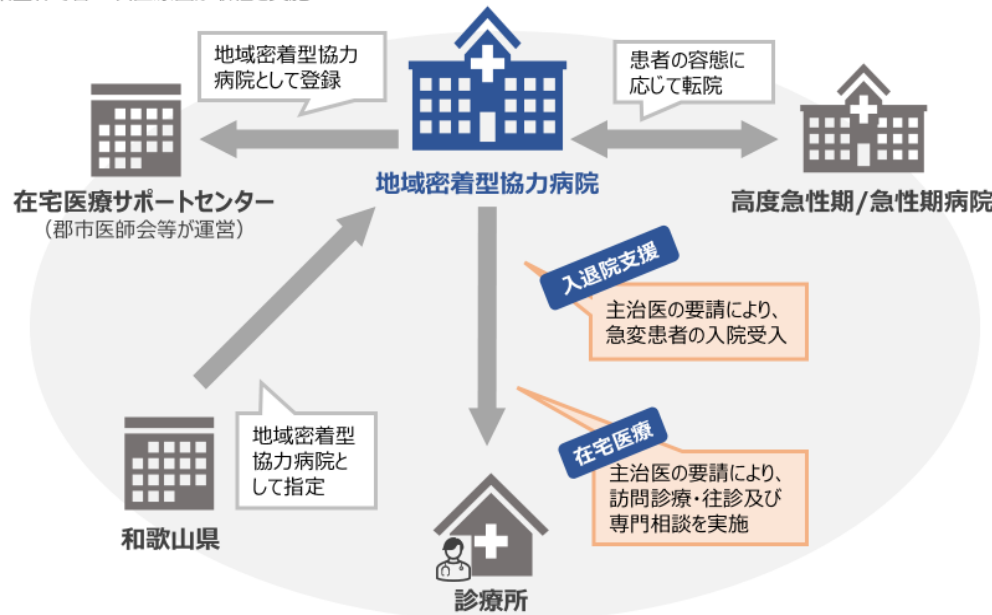 地域密着型協力
病院として登録
患者の容態に
応じて転院
地域密着型協力病院
在宅医療サポートセンター
（郡市医師会等が運営）
高度急性期/急性期病院
入退院支援
主治医の要請により、
急変患者の入院受入
地域密着型
協力病院と
して指定
在宅医療
主治医の要請により、
訪問診療・往診及び
専門相談を実施
和歌山県
診療所